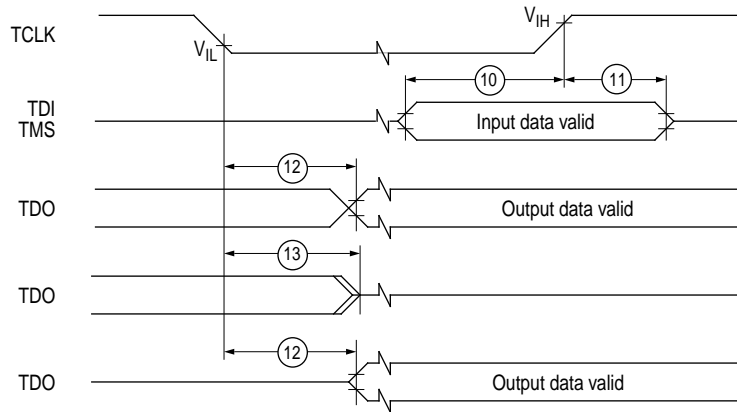 TCLK
V_IL
V_IH
10
11
TDI
TMS
Input data valid
12
TDO
Output data valid
13
TDO
12
TDO
Output data valid